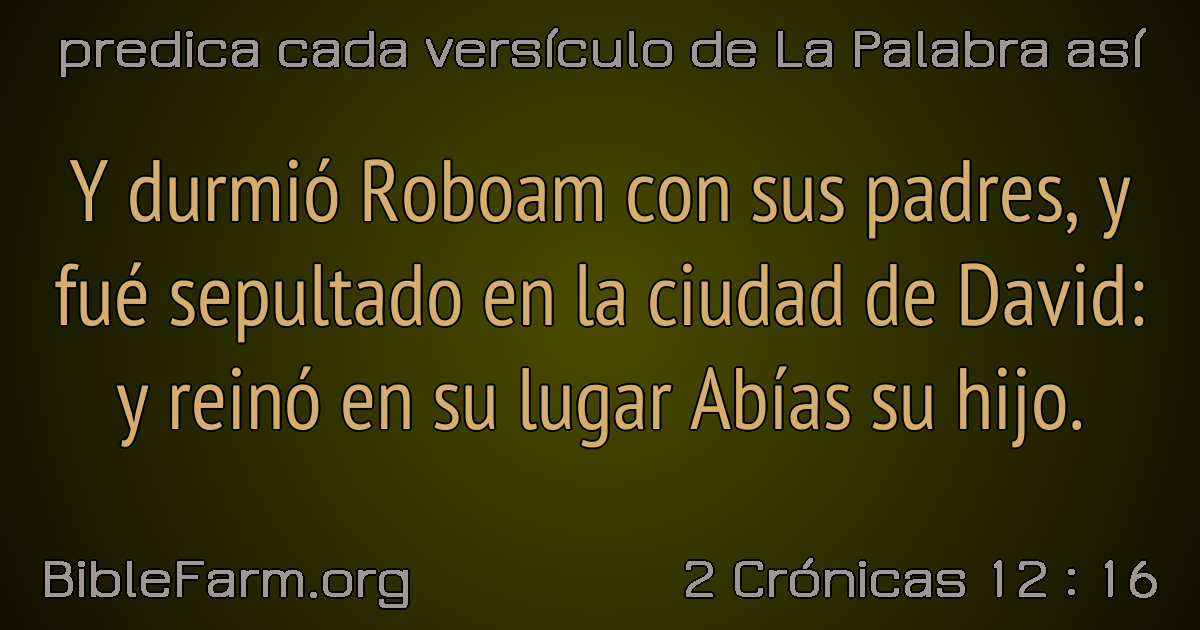 predica cada versículo de La Palabra así
Y durmió Roboam con sus padres, y
fué sepultado en la ciudad de David:
y reinó en su lugar Abías su hijo.
BibleFarm.org
2 Crónicas 12 : 16